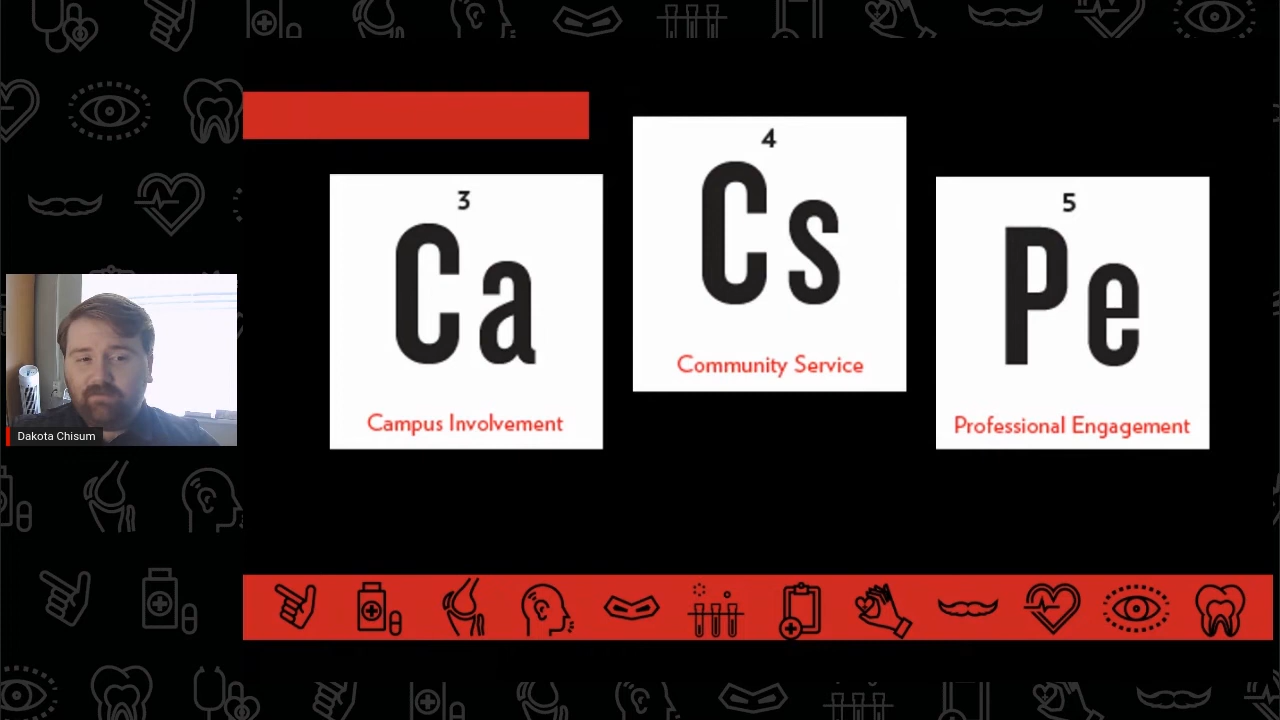 3
Ca
Campus Involvement
4
Cs
Community Service
5
Pe
Professional Engagement
Dakota Chisum